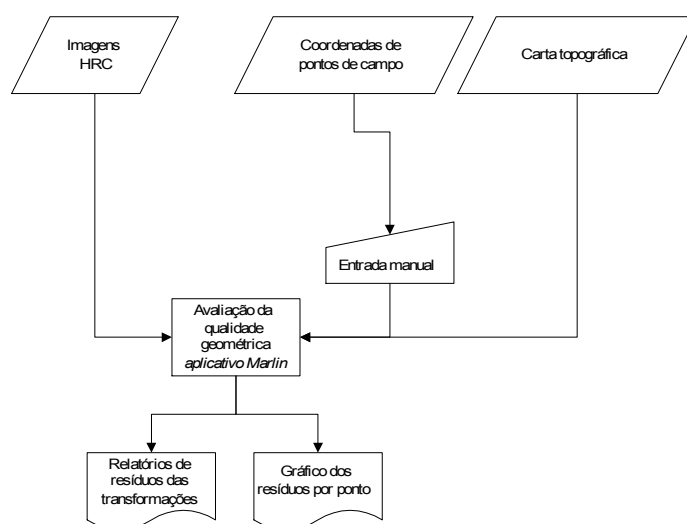 Imagens
HRC
Coordenadas de
pontos de campo
Carta topográfica
Entrada manual
Avaliação da
qualidade
geométrica
aplicativo Marlin
Relatórios de
resíduos das
transformações
Gráfico dos
resíduos por ponto